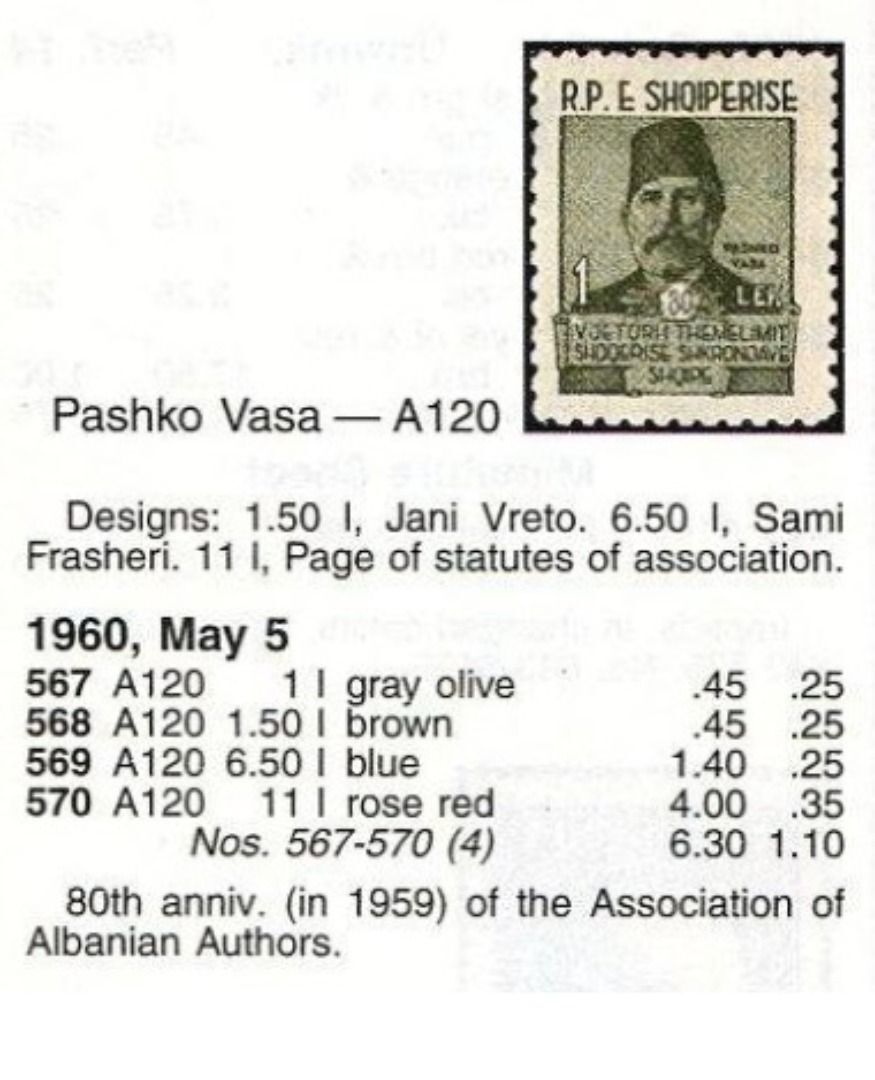 R.P. E SHQIPERISE
PASHKO
VASA
1 LEK
80
VJETORI I THEMELIMIT
SHOQERISE SHKRONJAVE
SHQIPE
Pashko Vasa — A120
Designs: 1.50 l, Jani Vreto. 6.50 l, Sami
Frasheri. 11 l, Page of statutes of association.
1960, May 5
567 A120 1 l gray olive .45 .25
568 A120 1.50 l brown .45 .25
569 A120 6.50 l blue 1.40 .25
570 A120 11 l rose red 4.00 .35
Nos. 567-570 (4) 6.30 1.10
80th anniv. (in 1959) of the Association of
Albanian Authors.